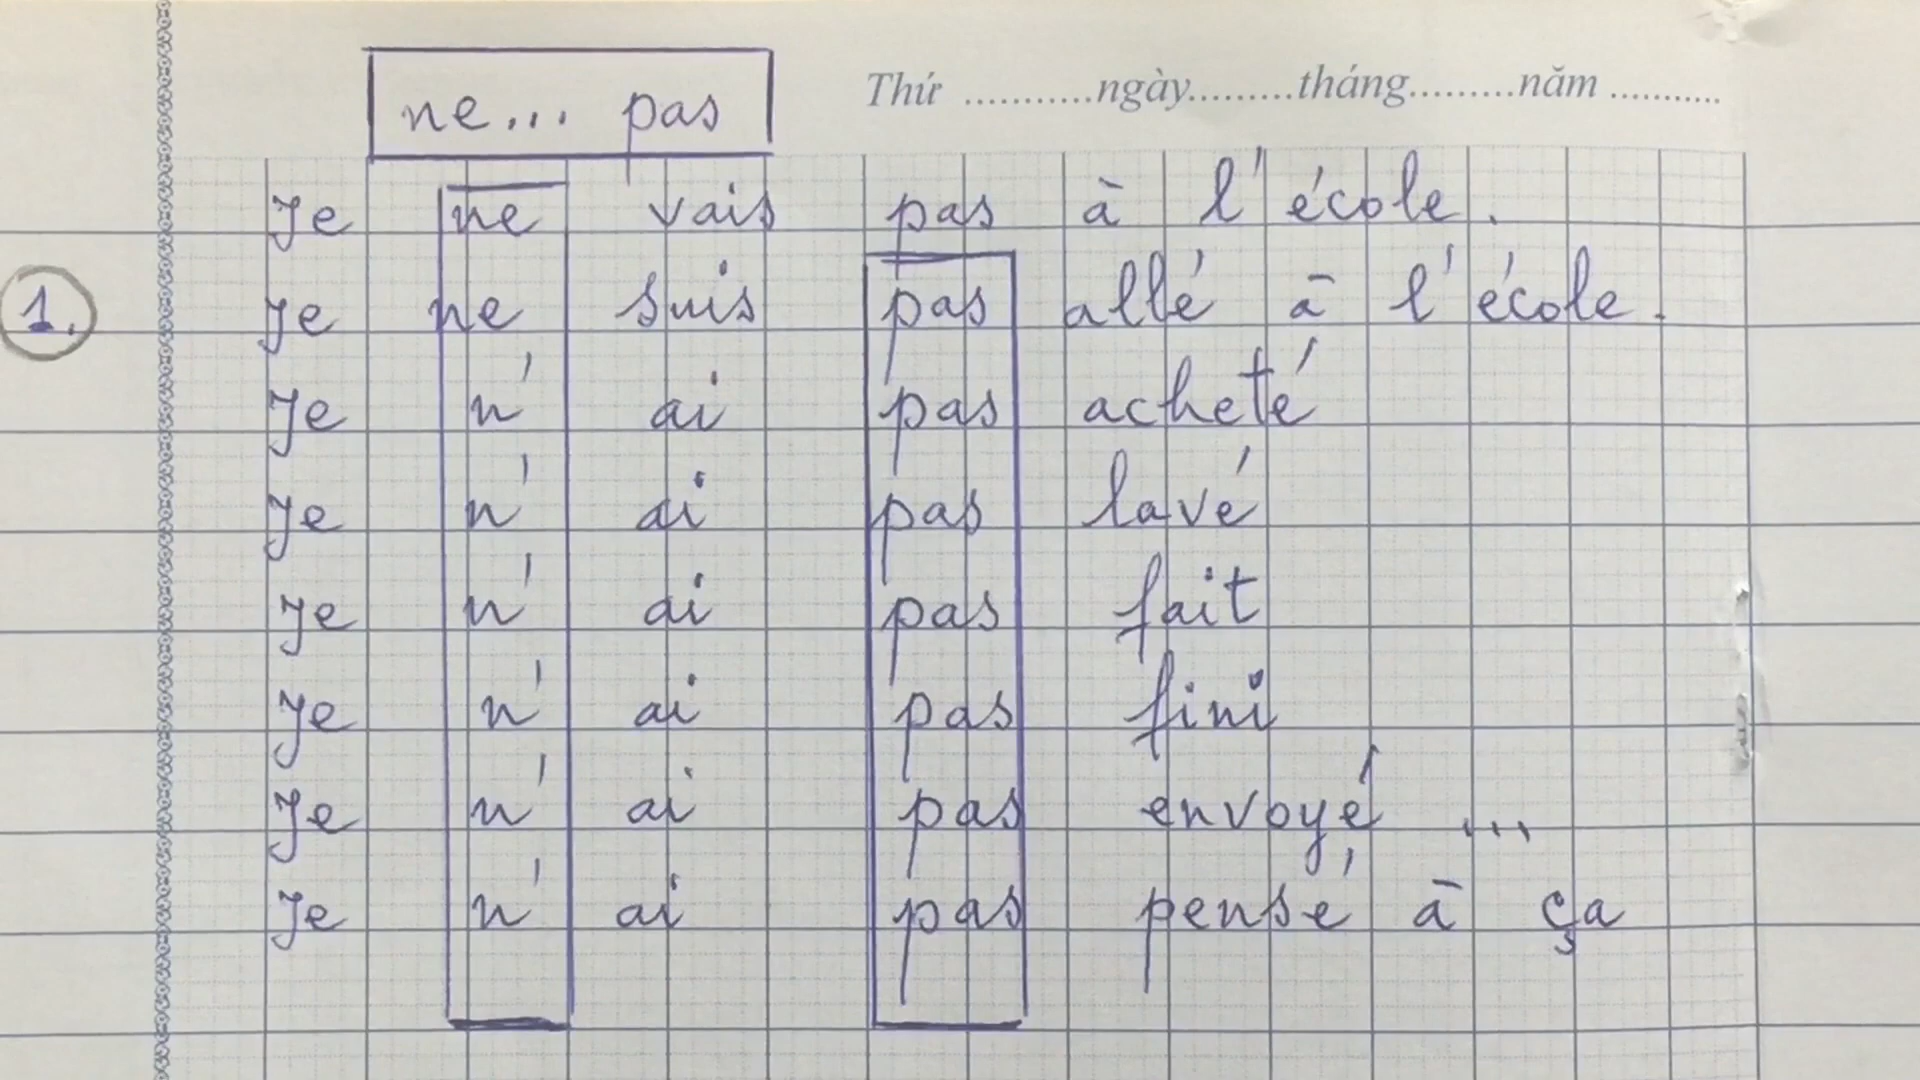 ne... pas
Thứ ...........ngày.........tháng.........năm ...........
Je ne vais pas à l'école.
1. Je ne suis pas allé à l'école.
Je n' ai pas acheté
Je n' ai pas lavé
Je n' ai pas fait
Je n' ai pas fini
Je n' ai pas envoyé ...
Je n' ai pas pensé à ça